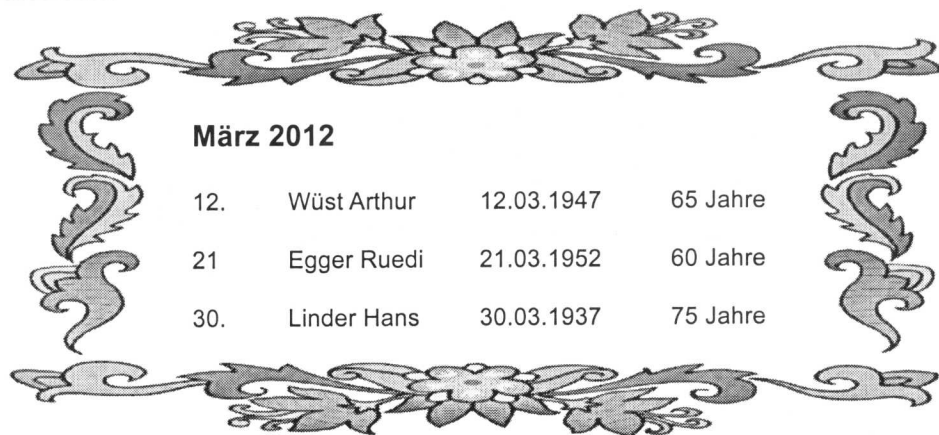 März 2012
12. Wüst Arthur 12.03.1947 65 Jahre
21 Egger Ruedi 21.03.1952 60 Jahre
30. Linder Hans 30.03.1937 75 Jahre